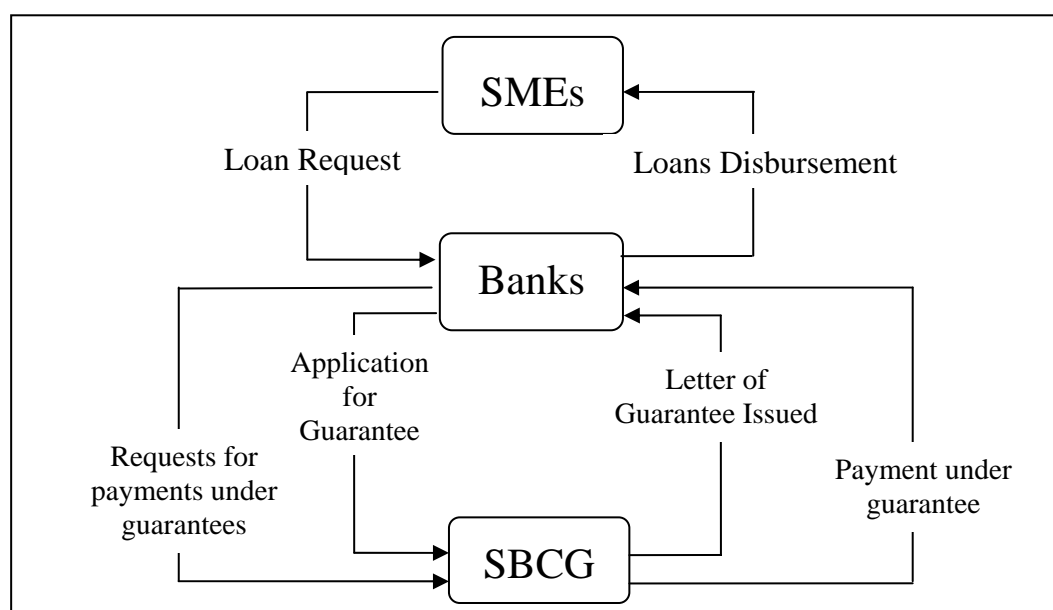 SMEs
Loan Request
Loans Disbursement
Banks
Application
for
Guarantee
Letter of
Guarantee Issued
Requests for
payments under
guarantees
Payment under
guarantee
SBCG